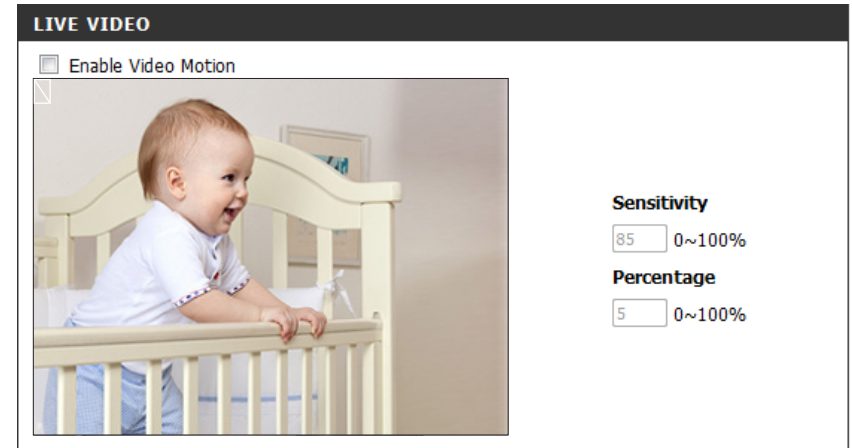 LIVE VIDEO
Enable Video Motion
Sensitivity
85 0~100%
Percentage
5 0~100%